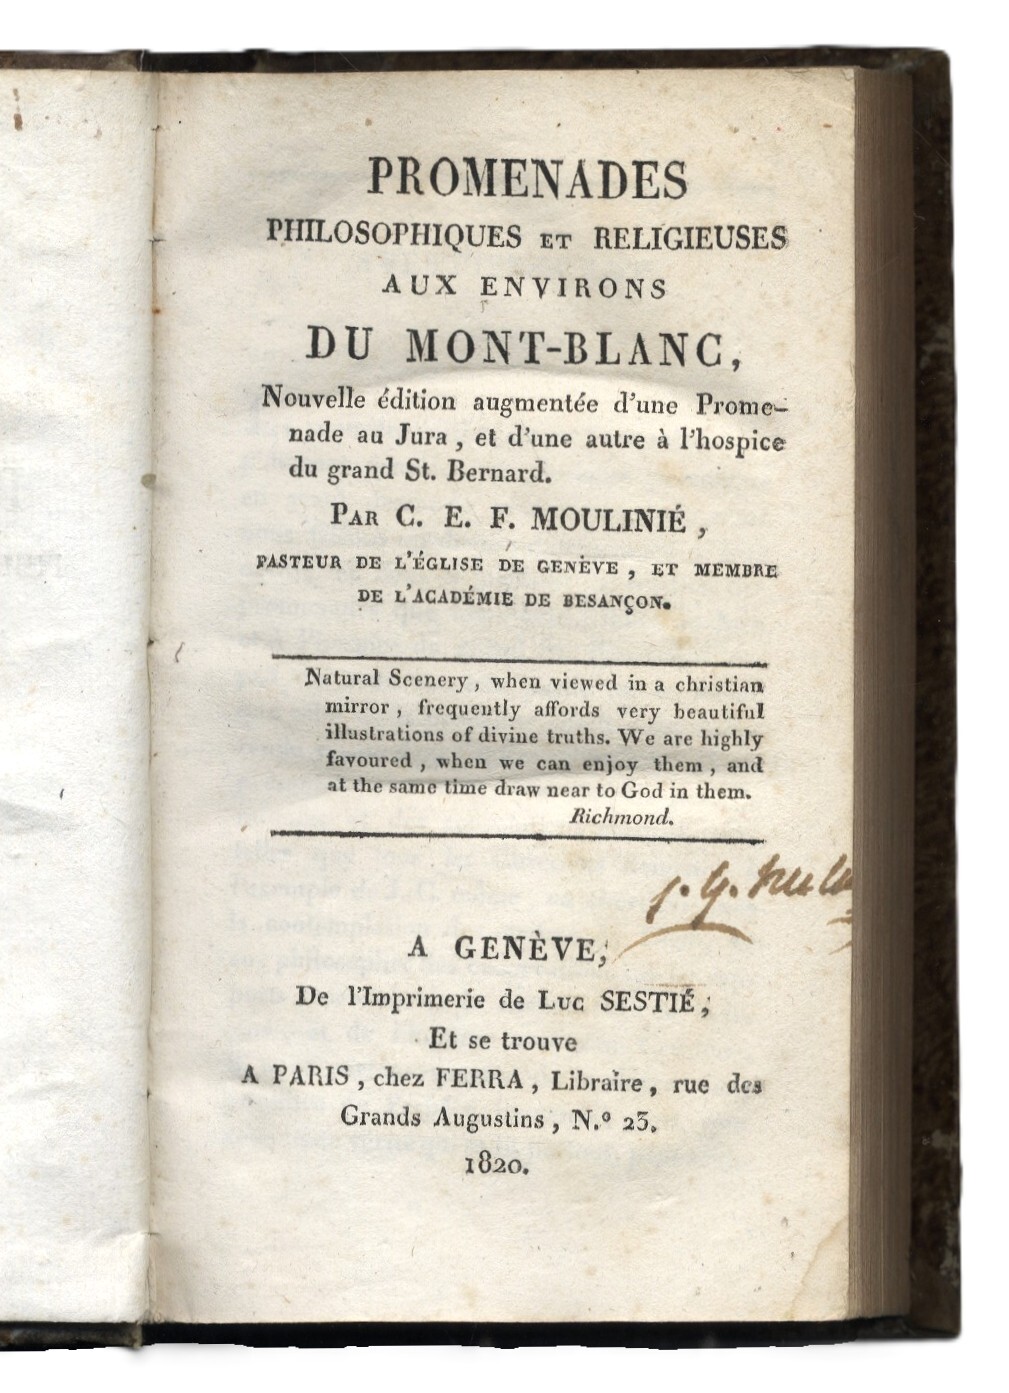 PROMENADES
PHILOSOPHIQUES ET RELIGIEUSES
AUX ENVIRONS
DU MONT-BLANC,
Nouvelle édition augmentée d'une Prome-
nade au Jura, et d'une autre à l'hospice
du grand St. Bernard.
PAR C. E. F. MOULINIÉ,
PASTEUR DE L'ÉGLISE DE GENÈVE, ET MEMBRE
DE L'ACADÉMIE DE BESANÇON.
Natural Scenery, when viewed in a christian
mirror, frequently affords very beautiful
illustrations of divine truths. We are highly
favoured, when we can enjoy them, and
at the same time draw near to God in them.
Richmond.
A GENÈVE,
De l'Imprimerie de LUC SESTIÉ,
Et se trouve
A PARIS, chez FERRA, Libraire, rue des
Grands Augustins, N.º 23.
1820.